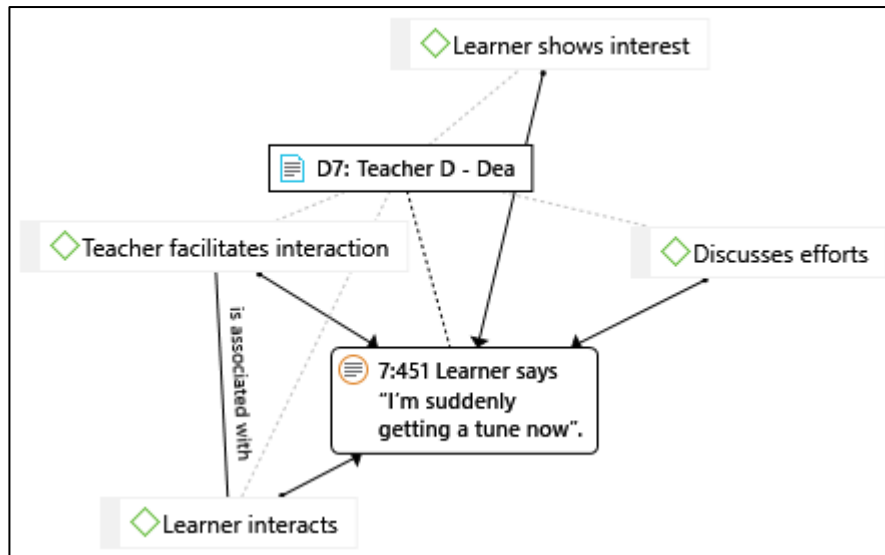 Learner shows interest
D7: Teacher D - Dea
Teacher facilitates interaction
Discusses efforts
is associated with
7:451 Learner says
“I’m suddenly
getting a tune now”.
Learner interacts